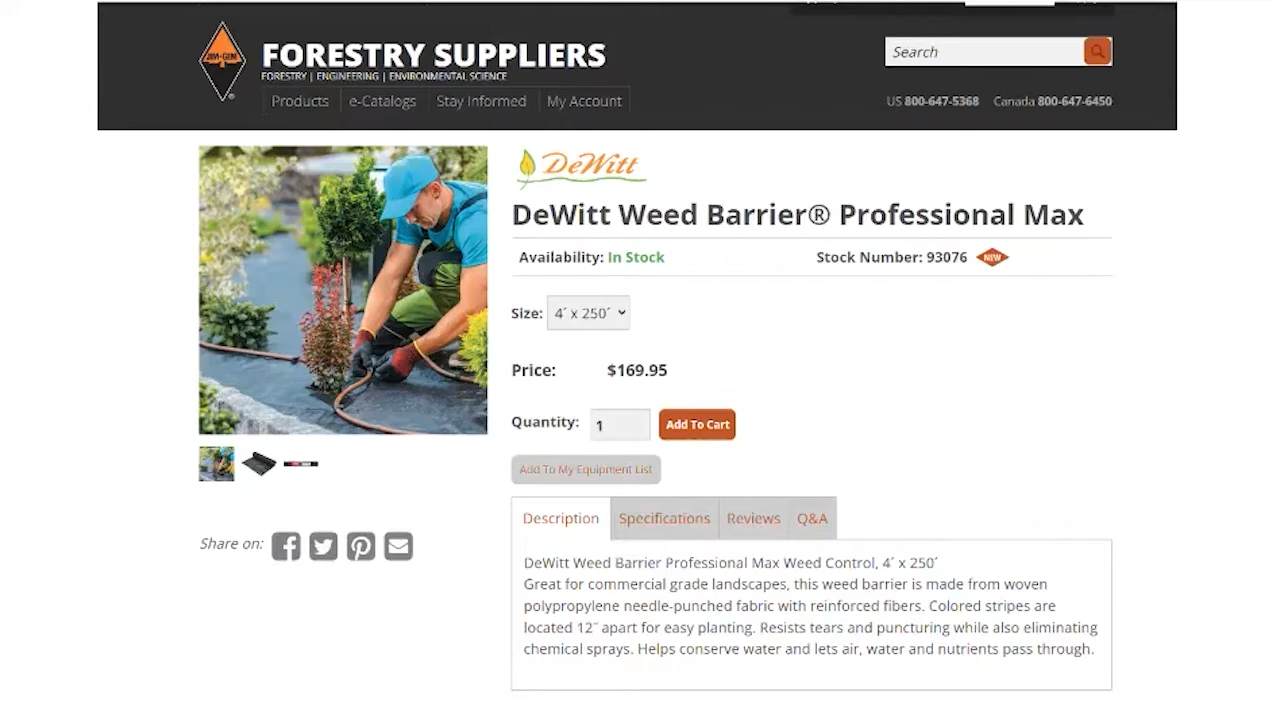 JIM-GEM
®
FORESTRY SUPPLIERS
FORESTRY | ENGINEERING | ENVIRONMENTAL SCIENCE
Products e-Catalogs Stay Informed My Account
Search
US 800-647-5368 Canada 800-647-6450
DeWitt
DeWitt Weed Barrier® Professional Max
Availability: In Stock Stock Number: 93076 NEW
Size: 4´ x 250´
Price: $169.95
Quantity: 1 Add To Cart
Add To My Equipment List
Share on:
Description Specifications Reviews Q&A
DeWitt Weed Barrier Professional Max Weed Control, 4´ x 250´
Great for commercial grade landscapes, this weed barrier is made from woven
polypropylene needle-punched fabric with reinforced fibers. Colored stripes are
located 12˝ apart for easy planting. Resists tears and puncturing while also eliminating
chemical sprays. Helps conserve water and lets air, water and nutrients pass through.